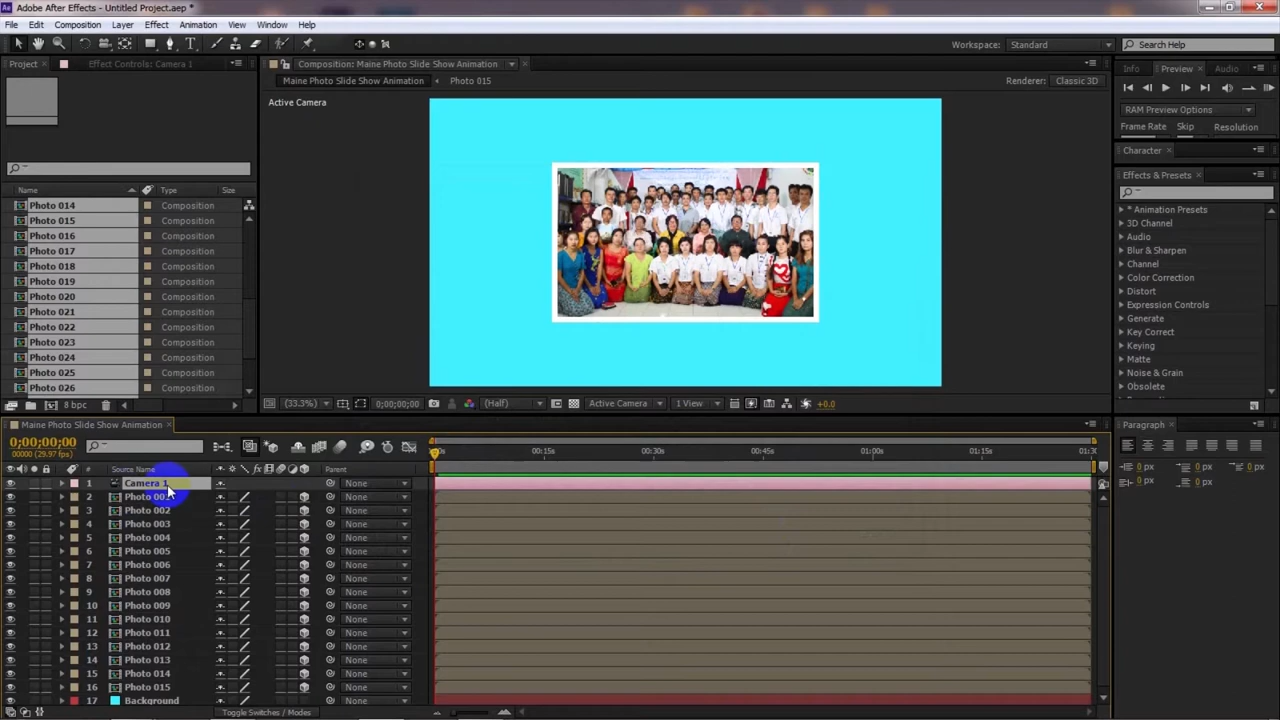 Adobe After Effects - Untitled Project.aep *
File Edit Composition Layer Effect Animation View Window Help
Workspace: Standard Search Help
Project Effect Controls: Camera 1
Composition: Maine Photo Slide Show Animation
Maine Photo Slide Show Animation Photo 015
Renderer: Classic 3D
Active Camera
Info Preview Audio
RAM Preview Options
Frame Rate Skip Resolution
Character
Effects & Presets
* Animation Presets
3D Channel
Audio
Blur & Sharpen
Channel
Color Correction
Distort
Expression Controls
Generate
Key Correct
Keying
Matte
Noise & Grain
Obsolete
Paragraph
0 px 0 px 0 px
0 px 0 px
Name Type Size
Photo 014 Composition
Photo 015 Composition
Photo 016 Composition
Photo 017 Composition
Photo 018 Composition
Photo 019 Composition
Photo 020 Composition
Photo 021 Composition
Photo 022 Composition
Photo 023 Composition
Photo 024 Composition
Photo 025 Composition
Photo 026 Composition
8 bpc
(33.3%) 0;00;00;00 (Half) Active Camera 1 View +0.0
Maine Photo Slide Show Animation
0;00;00;00
00000 (29.97 fps)
00:15s 00:30s 00:45s 01:00s 01:15s 01:30
# Source Name fx Parent
1 Camera 1 None
2 Photo 001 None
3 Photo 002 None
4 Photo 003 None
5 Photo 004 None
6 Photo 005 None
7 Photo 006 None
8 Photo 007 None
9 Photo 008 None
10 Photo 009 None
11 Photo 010 None
12 Photo 011 None
13 Photo 012 None
14 Photo 013 None
15 Photo 014 None
16 Photo 015 None
17 Background None
Toggle Switches / Modes